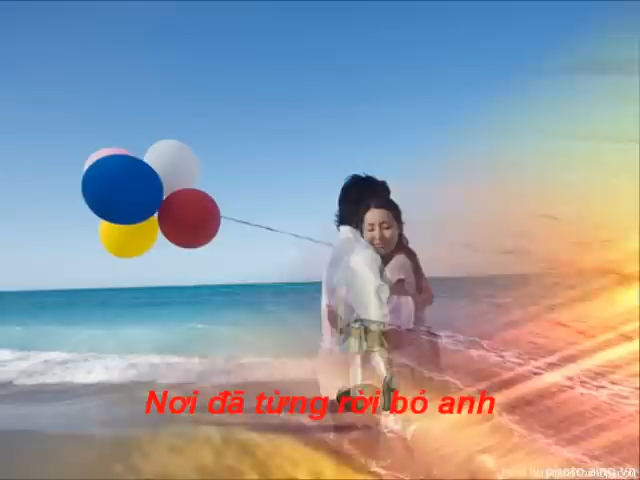 Nơi đã từng rời bỏ anh